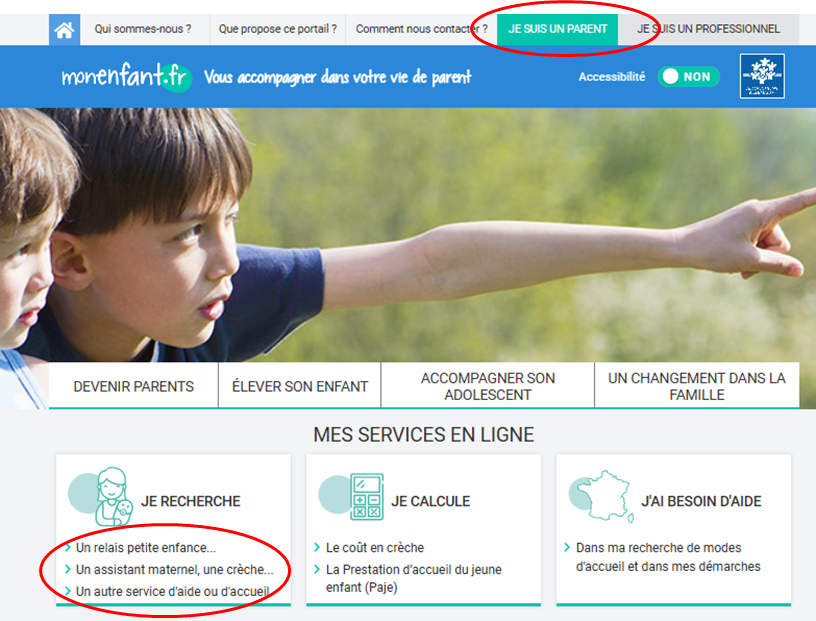 Qui sommes-nous ?
Que propose ce portail ?
Comment nous contacter ?
JE SUIS UN PARENT
JE SUIS UN PROFESSIONNEL
monenfant.fr
Vous accompagner dans votre vie de parent
Accessibilité
NON
DEVENIR PARENTS
ÉLEVER SON ENFANT
ACCOMPAGNER SON
ADOLESCENT
UN CHANGEMENT DANS LA
FAMILLE
MES SERVICES EN LIGNE
JE RECHERCHE
Un relais petite enfance...
Un assistant maternel, une crèche...
Un autre service d'aide ou d'accueil
JE CALCULE
Le coût en crèche
La Prestation d'accueil du jeune
enfant (Paje)
J'AI BESOIN D'AIDE
Dans ma recherche de modes
d'accueil et dans mes démarches